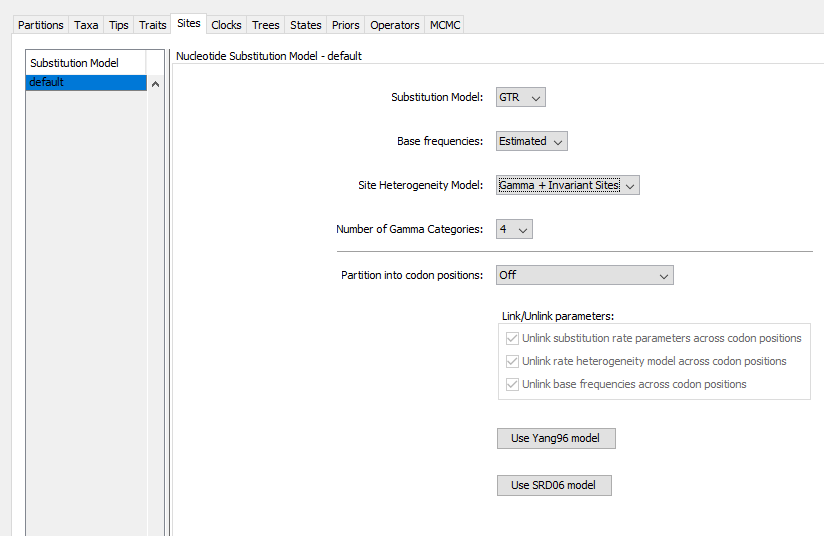 Partitions Taxa Tips Traits Sites Clocks Trees States Priors Operators MCMC
Substitution Model
default
Nucleotide Substitution Model - default
Substitution Model: GTR
Base frequencies: Estimated
Site Heterogeneity Model: Gamma + Invariant Sites
Number of Gamma Categories: 4
Partition into codon positions: Off
Link/Unlink parameters:
Unlink substitution rate parameters across codon positions
Unlink rate heterogeneity model across codon positions
Unlink base frequencies across codon positions
Use Yang96 model
Use SRD06 model